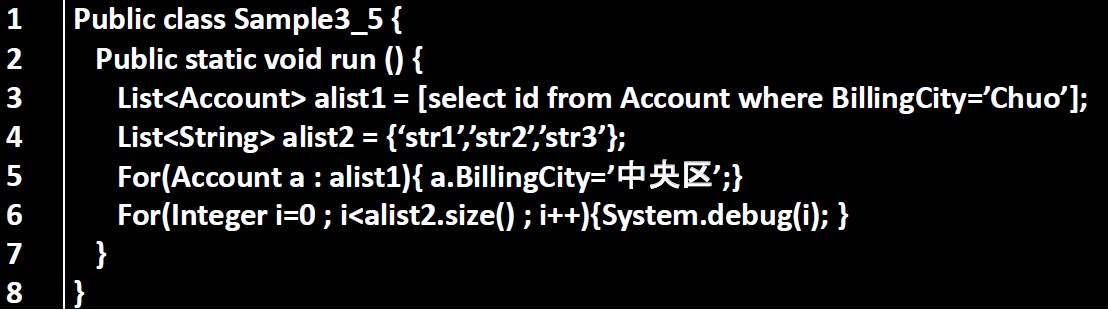 1 Public class Sample3_5 {
2 Public static void run () {
3 List<Account> alist1 = [select id from Account where BillingCity=’Chuo’];
4 List<String> alist2 = {‘str1’,’str2’,’str3’};
5 For(Account a : alist1){ a.BillingCity=’中央区’;}
6 For(Integer i=0 ; i<alist2.size() ; i++){System.debug(i); }
7 }
8 }